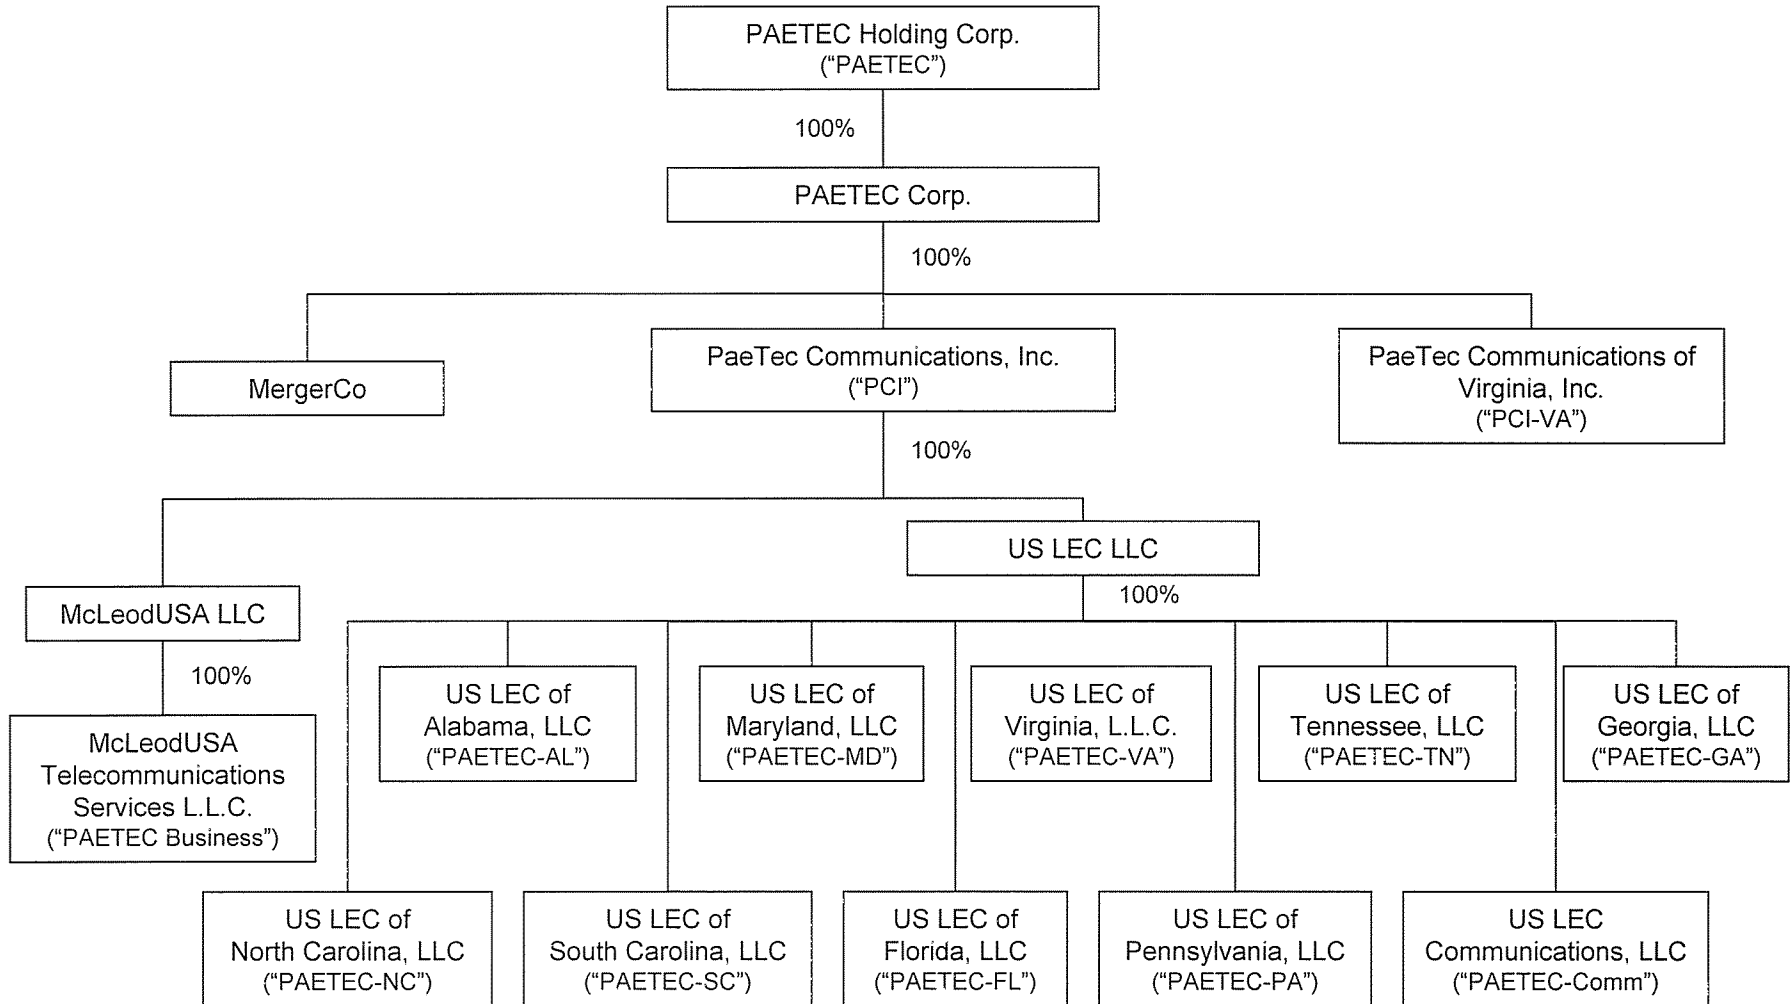 PAETEC Holding Corp.
(“PAETEC”)
100%
PAETEC Corp.
100%
MergerCo
PaeTec Communications, Inc.
(“PCI”)
PaeTec Communications of
Virginia, Inc.
(“PCI-VA”)
100%
US LEC LLC
100%
McLeodUSA LLC
100%
McLeodUSA
Telecommunications
Services L.L.C.
(“PAETEC Business”)
US LEC of
Alabama, LLC
(“PAETEC-AL”)
US LEC of
Maryland, LLC
(“PAETEC-MD”)
US LEC of
Virginia, L.L.C.
(“PAETEC-VA”)
US LEC of
Tennessee, LLC
(“PAETEC-TN”)
US LEC of
Georgia, LLC
(“PAETEC-GA”)
US LEC of
North Carolina, LLC
(“PAETEC-NC”)
US LEC of
South Carolina, LLC
(“PAETEC-SC”)
US LEC of
Florida, LLC
(“PAETEC-FL”)
US LEC of
Pennsylvania, LLC
(“PAETEC-PA”)
US LEC
Communications, LLC
(“PAETEC-Comm”)